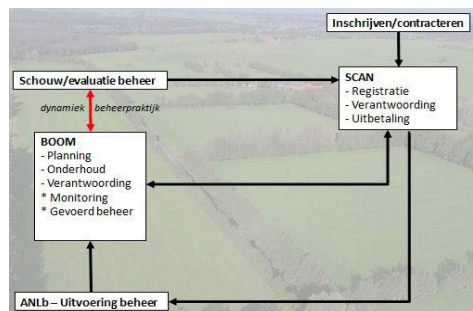 Inschrijven/contracteren
Schouw/evaluatie beheer
SCAN
- Registratie
- Verantwoording
- Uitbetaling
dynamiek beheerpraktijk
BOOM
- Planning
- Onderhoud
- Verantwoording
* Monitoring
* Gevoerd beheer
ANLb – Uitvoering beheer